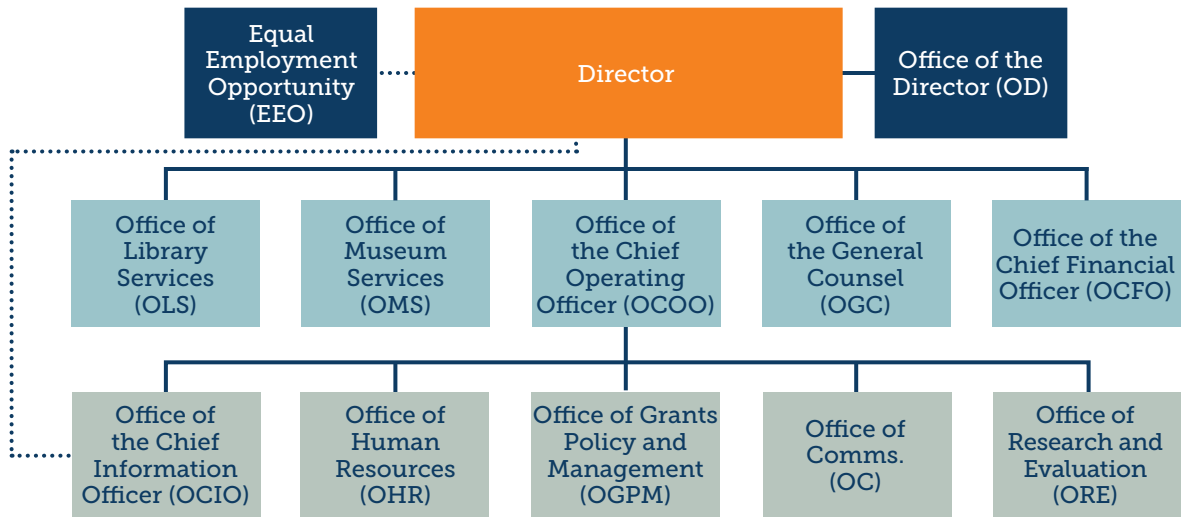 Equal
Employment
Opportunity
(EEO)
Director
Office of the
Director (OD)
Office of
Library
Services
(OLS)
Office of
Museum
Services
(OMS)
Office of
the Chief
Operating
Officer (OCOO)
Office of
the General
Counsel
(OGC)
Office of the
Chief Financial
Officer (OCFO)
Office of
the Chief
Information
Officer (OCIO)
Office of
Human
Resources
(OHR)
Office of Grants
Policy and
Management
(OGPM)
Office of
Comms.
(OC)
Office of
Research and
Evaluation
(ORE)